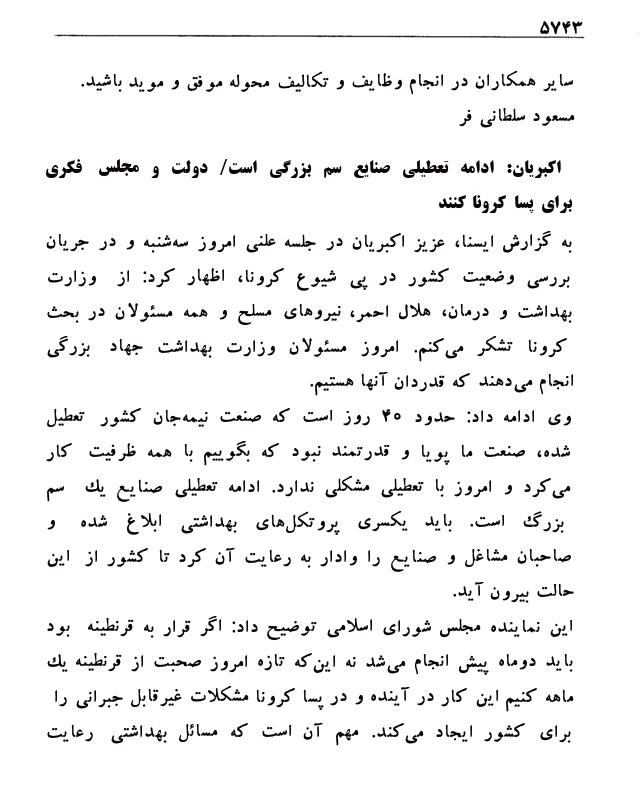 ۵۷۴۳
سایر همکاران در انجام وظایف و تکالیف محوله موفق و موید باشید.
مسعود سلطانی فر
اکبریان: ادامه تعطیلی صنایع سم بزرگی است/ دولت و مجلس فکری
برای پسا کرونا کنند
به گزارش ایسنا، عزیز اکبریان در جلسه علنی امروز سه‌شنبه و در جریان
بررسی وضعیت کشور در پی شیوع کرونا، اظهار کرد: از وزارت
بهداشت و درمان، هلال احمر، نیروهای مسلح و همه مسئولان در بحث
کرونا تشکر می‌کنم. امروز مسئولان وزارت بهداشت جهاد بزرگی
انجام می‌دهند که قدردان آنها هستیم.
وی ادامه داد: حدود ۴۰ روز است که صنعت نیمه‌جان کشور تعطیل
شده، صنعت ما پویا و قدرتمند نبود که بگوییم با همه ظرفیت کار
می‌کرد و امروز با تعطیلی مشکلی ندارد. ادامه تعطیلی صنایع یك سم
بزرگ است. باید یکسری پروتکل‌های بهداشتی ابلاغ شده و
صاحبان مشاغل و صنایع را وادار به رعایت آن کرد تا کشور از این
حالت بیرون آید.
این نماینده مجلس شورای اسلامی توضیح داد: اگر قرار به قرنطینه بود
باید دوماه پیش انجام می‌شد نه این‌که تازه امروز صحبت از قرنطینه یك
ماهه کنیم این کار در آینده و در پسا کرونا مشکلات غیرقابل جبرانی را
برای کشور ایجاد می‌کند. مهم آن است که مسائل بهداشتی رعایت